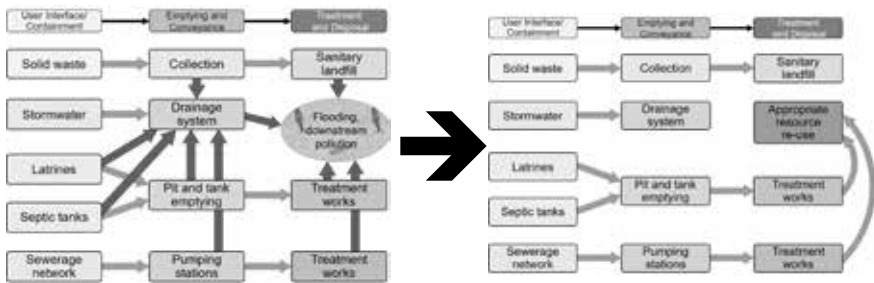 User Interface/
Containment
Emptying and
Conveyance
Treatment
and Disposal
Solid waste
Collection
Sanitary
landfill
Stormwater
Drainage
system
Flooding,
downstream
pollution
Latrines
Septic tanks
Pit and tank
emptying
Treatment
works
Sewerage
network
Pumping
stations
Treatment
works
User Interface/
Containment
Emptying and
Conveyance
Treatment
and Disposal
Solid waste
Collection
Sanitary
landfill
Stormwater
Drainage
system
Appropriate
resource
re-use
Latrines
Septic tanks
Pit and tank
emptying
Treatment
works
Sewerage
network
Pumping
stations
Treatment
works